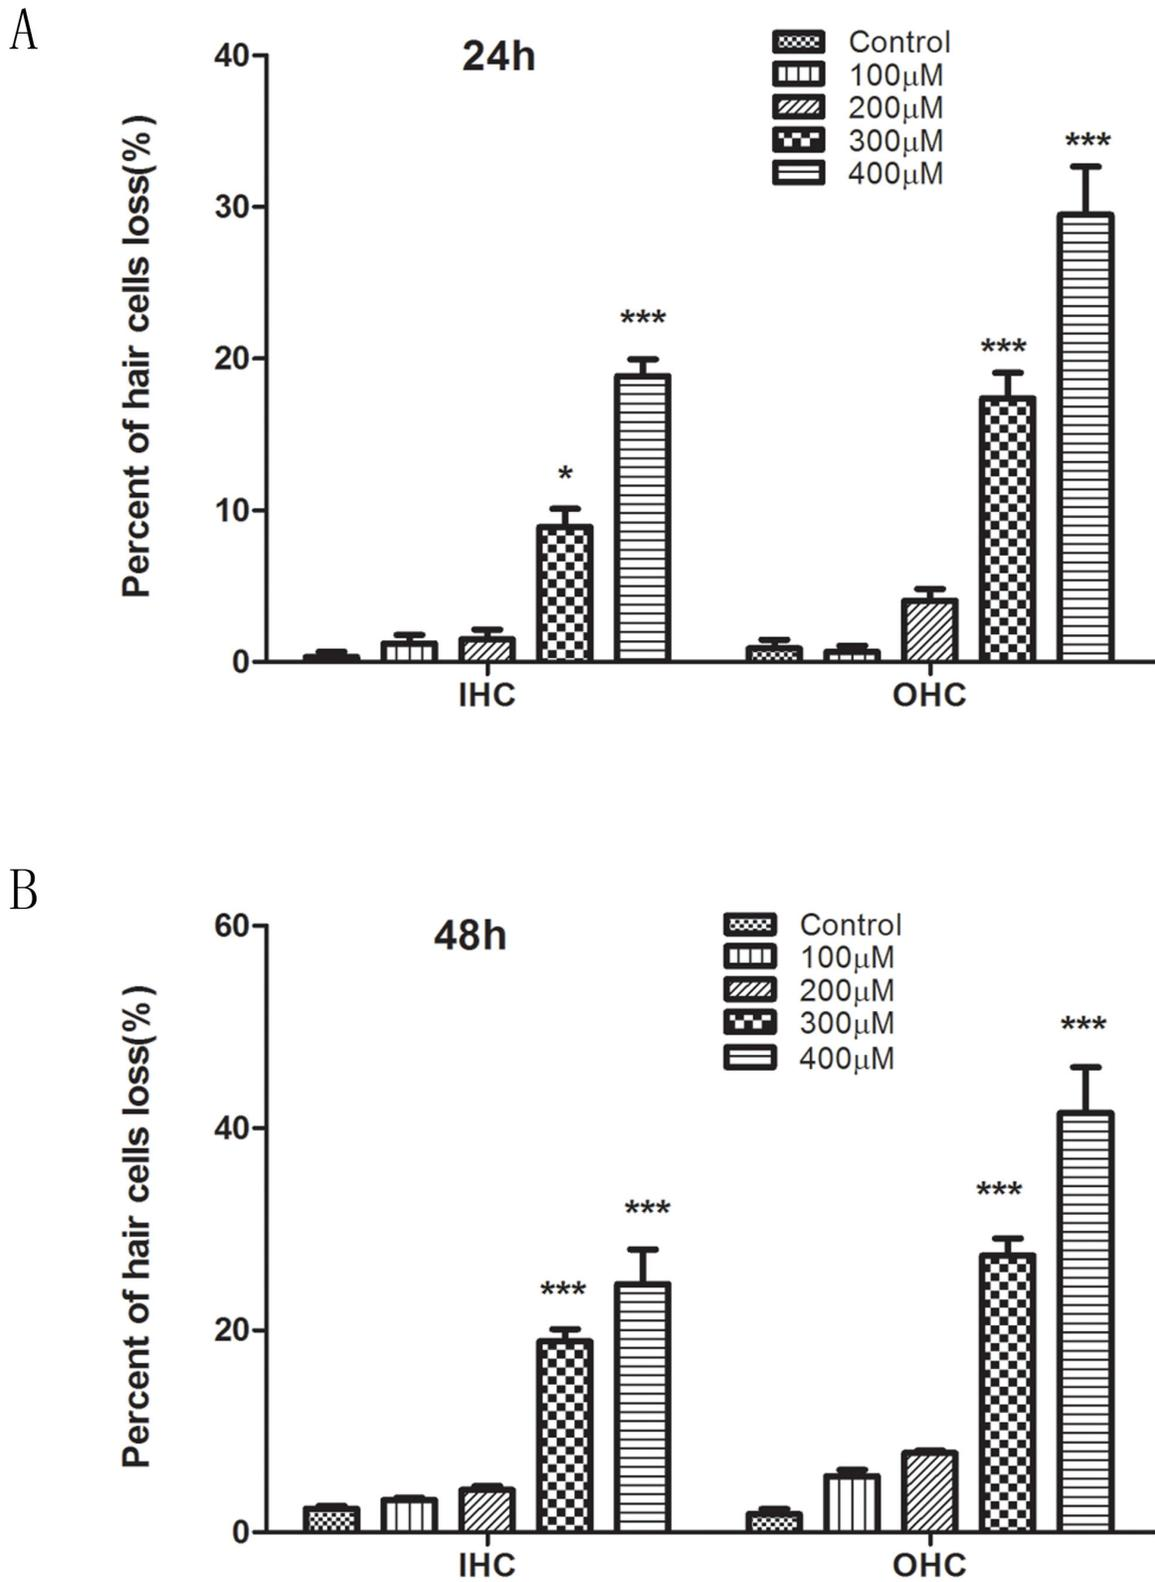 A
24h
Control
100μM
200μM
300μM
400μM
Percent of hair cells loss(%)
40
30
20
10
0
*
***
***
***
IHC
OHC
B
48h
Control
100μM
200μM
300μM
400μM
Percent of hair cells loss(%)
60
40
20
0
***
***
***
***
IHC
OHC